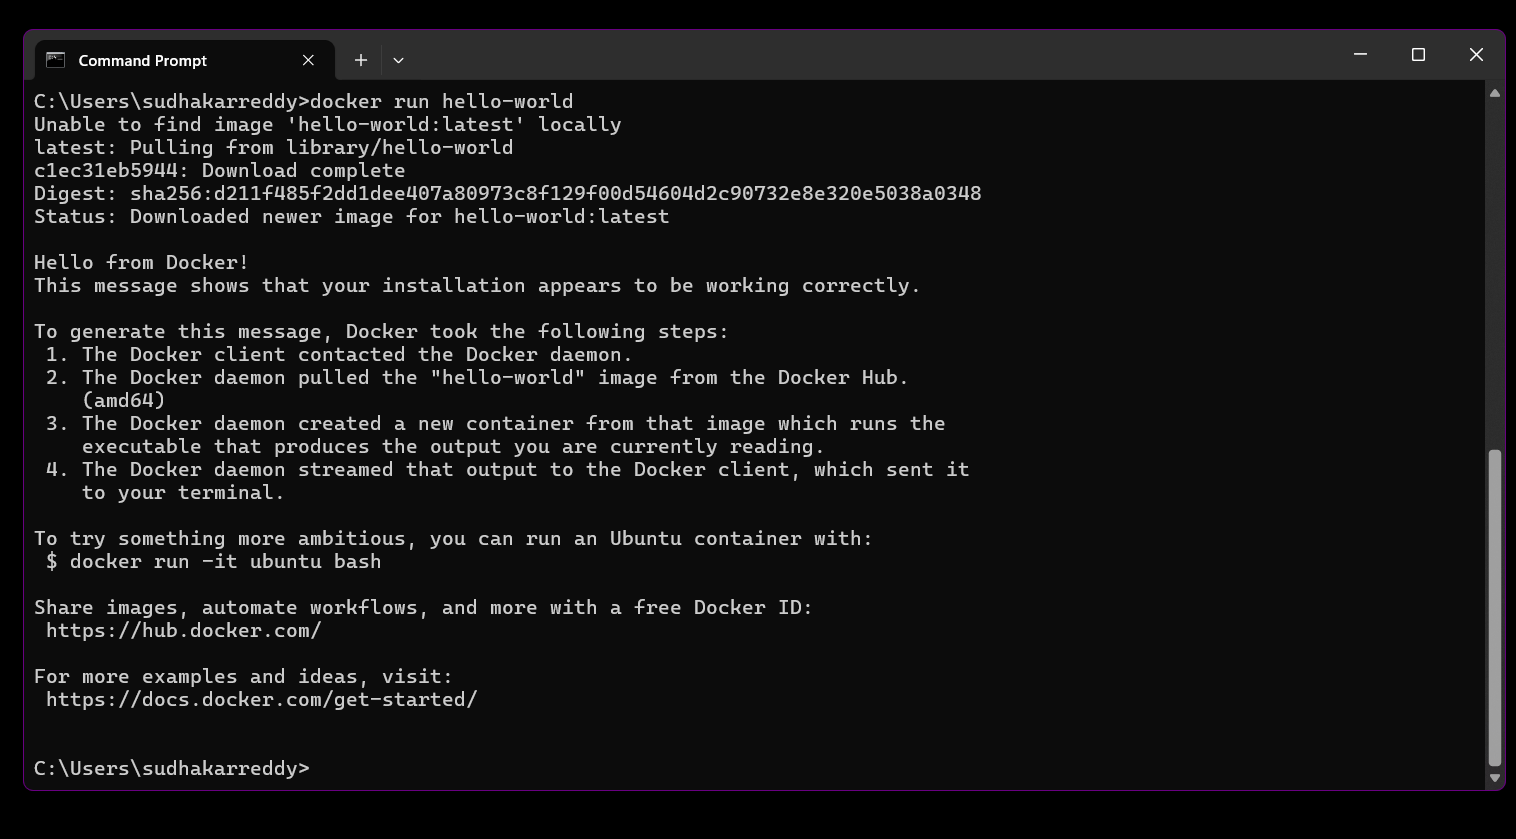 Command Prompt
C:\Users\sudhakarreddy>docker run hello-world
Unable to find image 'hello-world:latest' locally
latest: Pulling from library/hello-world
c1ec31eb5944: Download complete
Digest: sha256:d211f485f2dd1dee407a80973c8f129f00d54604d2c90732e8e320e5038a0348
Status: Downloaded newer image for hello-world:latest

Hello from Docker!
This message shows that your installation appears to be working correctly.

To generate this message, Docker took the following steps:
 1. The Docker client contacted the Docker daemon.
 2. The Docker daemon pulled the "hello-world" image from the Docker Hub.
    (amd64)
 3. The Docker daemon created a new container from that image which runs the
    executable that produces the output you are currently reading.
 4. The Docker daemon streamed that output to the Docker client, which sent it
    to your terminal.

To try something more ambitious, you can run an Ubuntu container with:
 $ docker run -it ubuntu bash

Share images, automate workflows, and more with a free Docker ID:
 https://hub.docker.com/

For more examples and ideas, visit:
 https://docs.docker.com/get-started/

C:\Users\sudhakarreddy>